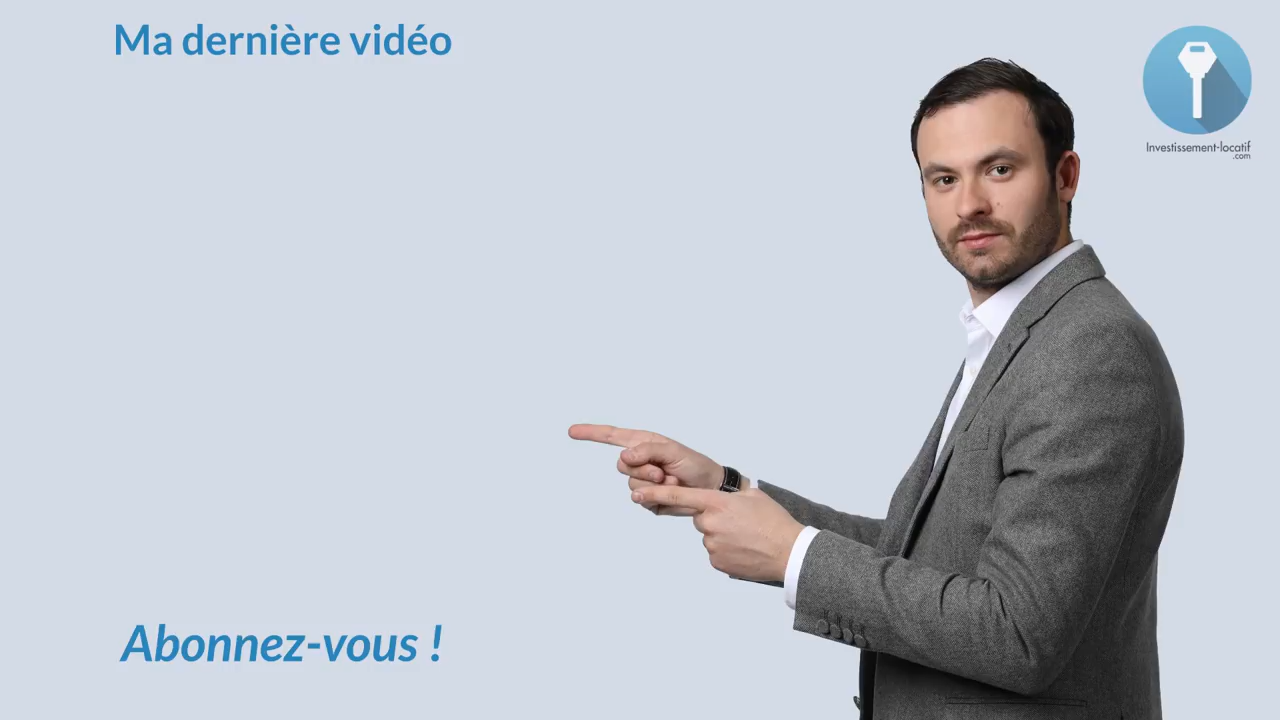 Ma dernière vidéo
Investissement-locatif
.com
Abonnez-vous !